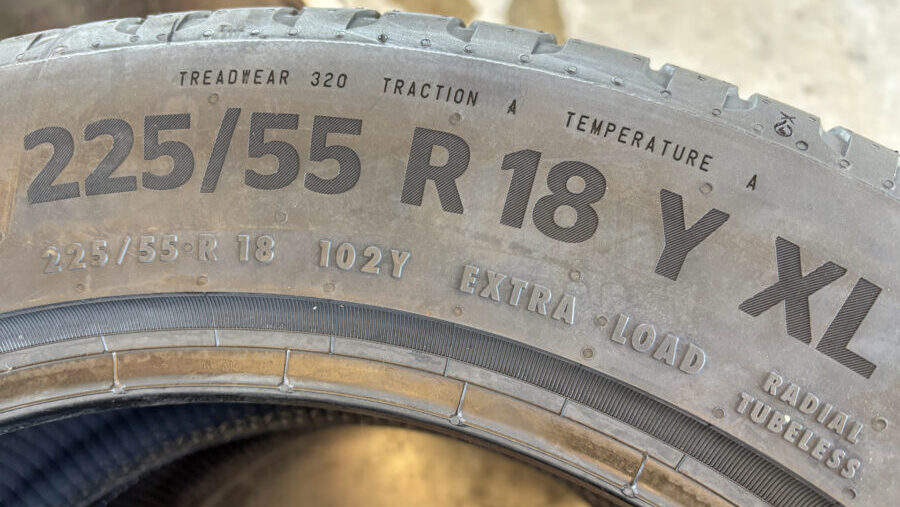 TREADWEAR 320 TRACTION A TEMPERATURE A
225/55 R 18 Y XL
225/55 R 18 102Y EXTRA LOAD
RADIAL
TUBELESS